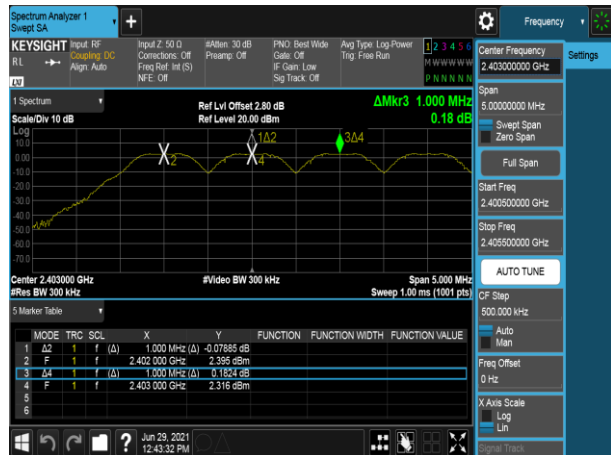 Spectrum Analyzer 1
Swept SA
+
Frequency
KEYSIGHT
RL
LXI
Input: RF
Coupling: DC
Align: Auto
Input Z: 50 Ω
Corrections: Off
Freq Ref: Int (S)
NFE: Off
#Atten: 30 dB
Preamp: Off
PNO: Best Wide
Gate: Off
IF Gain: Low
Sig Track: Off
Avg Type: Log-Power
Trig: Free Run
1 2 3 4 5 6
M W W W W W
P N N N N N
Center Frequency
2.403000000 GHz
Settings
Span
5.00000000 MHz
Swept Span
Zero Span
Full Span
Start Freq
2.400500000 GHz
Stop Freq
2.405500000 GHz
AUTO TUNE
CF Step
500.000 kHz
Auto
Man
Freq Offset
0 Hz
X Axis Scale
Log
Lin
Signal Track
1 Spectrum
Scale/Div 10 dB
Ref Lvl Offset 2.80 dB
Ref Level 20.00 dBm
ΔMkr3 1.000 MHz
0.18 dB
Log
10.0
0.00
-10.0
-20.0
-30.0
-40.0
-50.0
-60.0
-70.0
2
1Δ2
4
3Δ4
Center 2.403000 GHz
#Res BW 300 kHz
#Video BW 300 kHz
Span 5.000 MHz
Sweep 1.00 ms (1001 pts)
5 Marker Table
MODE TRC SCL X Y FUNCTION FUNCTION WIDTH FUNCTION VALUE
1 Δ2 1 f (Δ) 1.000 MHz (Δ) -0.07885 dB
2 F 1 f 2.402 000 GHz 2.395 dBm
3 Δ4 1 f (Δ) 1.000 MHz (Δ) 0.1824 dB
4 F 1 f 2.403 000 GHz 2.316 dBm
5
6
?
Jun 29, 2021
12:43:32 PM